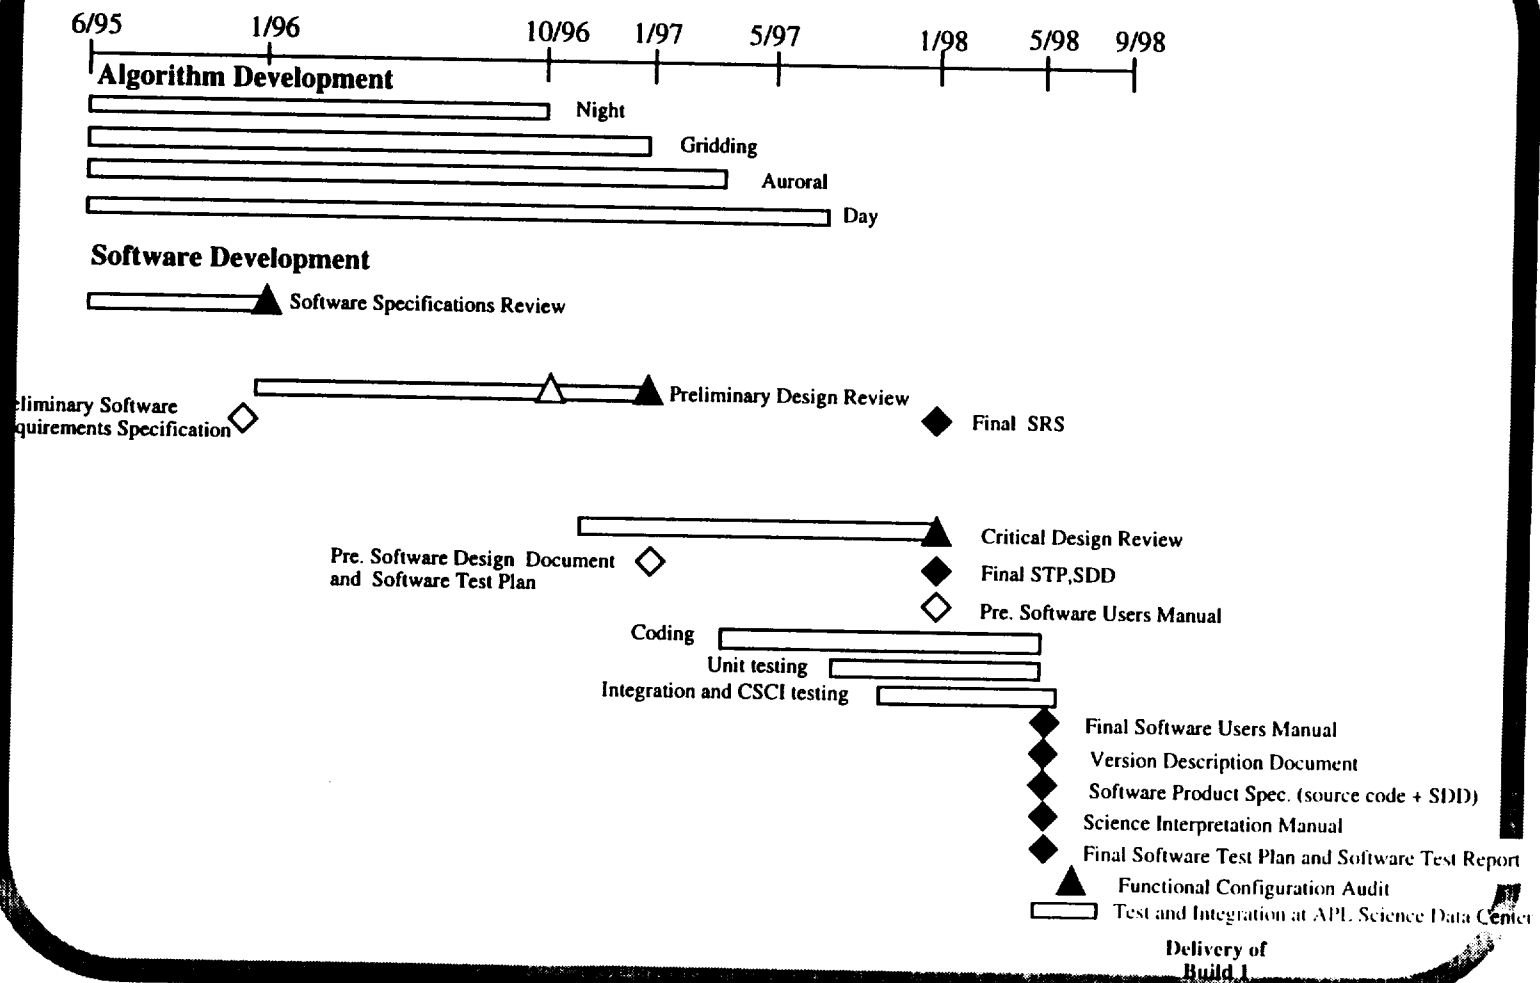 6/95 1/96 10/96 1/97 5/97 1/98 5/98 9/98
Algorithm Development
Night
Gridding
Auroral
Day
Software Development
Software Specifications Review
Preliminary Design Review
eliminary Software
quirements Specification
Final SRS
Critical Design Review
Pre. Software Design Document
and Software Test Plan
Final STP,SDD
Pre. Software Users Manual
Coding
Unit testing
Integration and CSCI testing
Final Software Users Manual
Version Description Document
Software Product Spec. (source code + SDD)
Science Interpretation Manual
Final Software Test Plan and Software Test Report
Functional Configuration Audit
Test and Integration at APL Science Data Center
Delivery of
Build 1